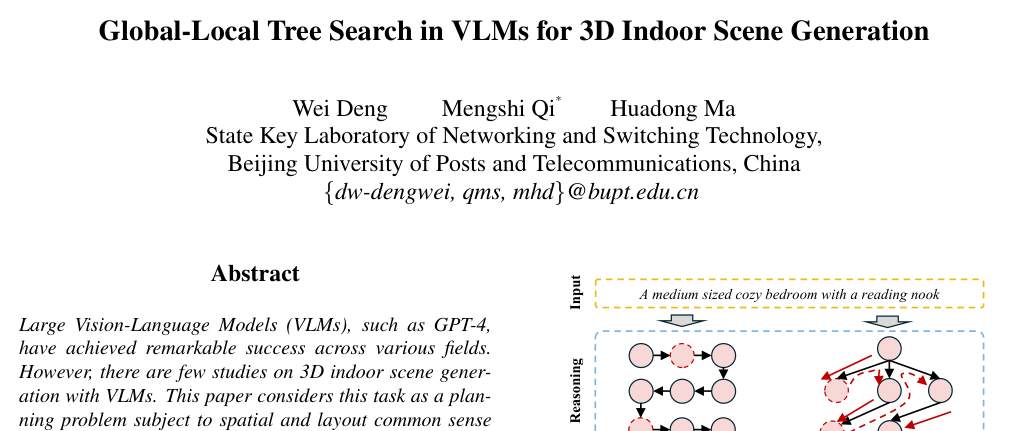 Global-Local Tree Search in VLMs for 3D Indoor Scene Generation
Wei Deng Mengshi Qi* Huadong Ma
State Key Laboratory of Networking and Switching Technology,
Beijing University of Posts and Telecommunications, China
{dw-dengwei, qms, mhd}@bupt.edu.cn
Abstract
Large Vision-Language Models (VLMs), such as GPT-4,
have achieved remarkable success across various fields.
However, there are few studies on 3D indoor scene gener-
ation with VLMs. This paper considers this task as a plan-
ning problem subject to spatial and layout common sense
Input
A medium sized cozy bedroom with a reading nook
Reasoning